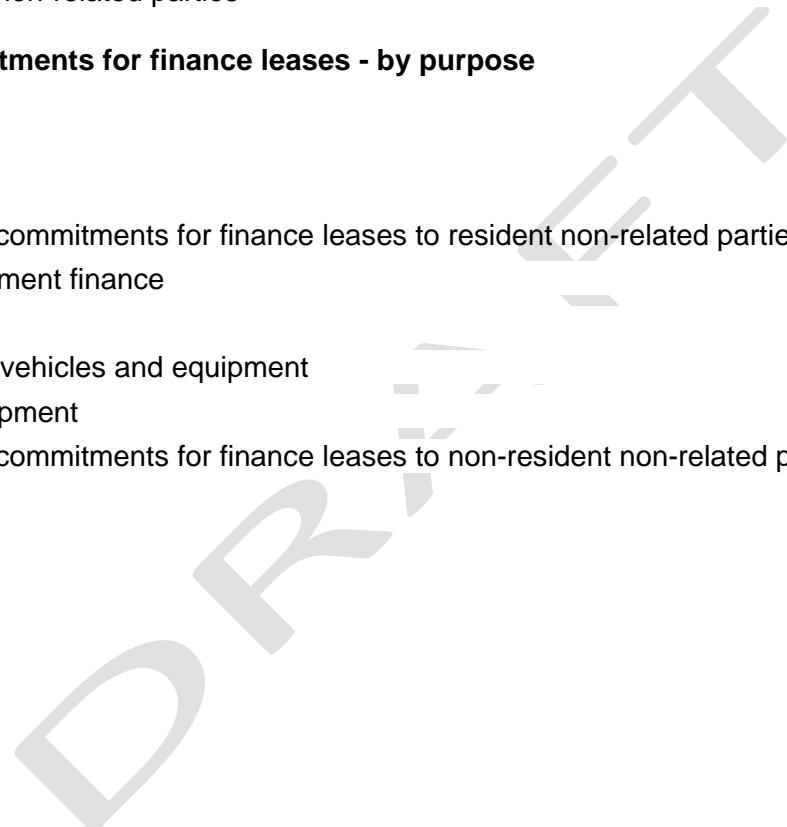 non-related parties
tments for finance leases - by purpose
commitments for finance leases to resident non-related partie
ment finance
vehicles and equipment
pment
commitments for finance leases to non-resident non-related p
DRAFT